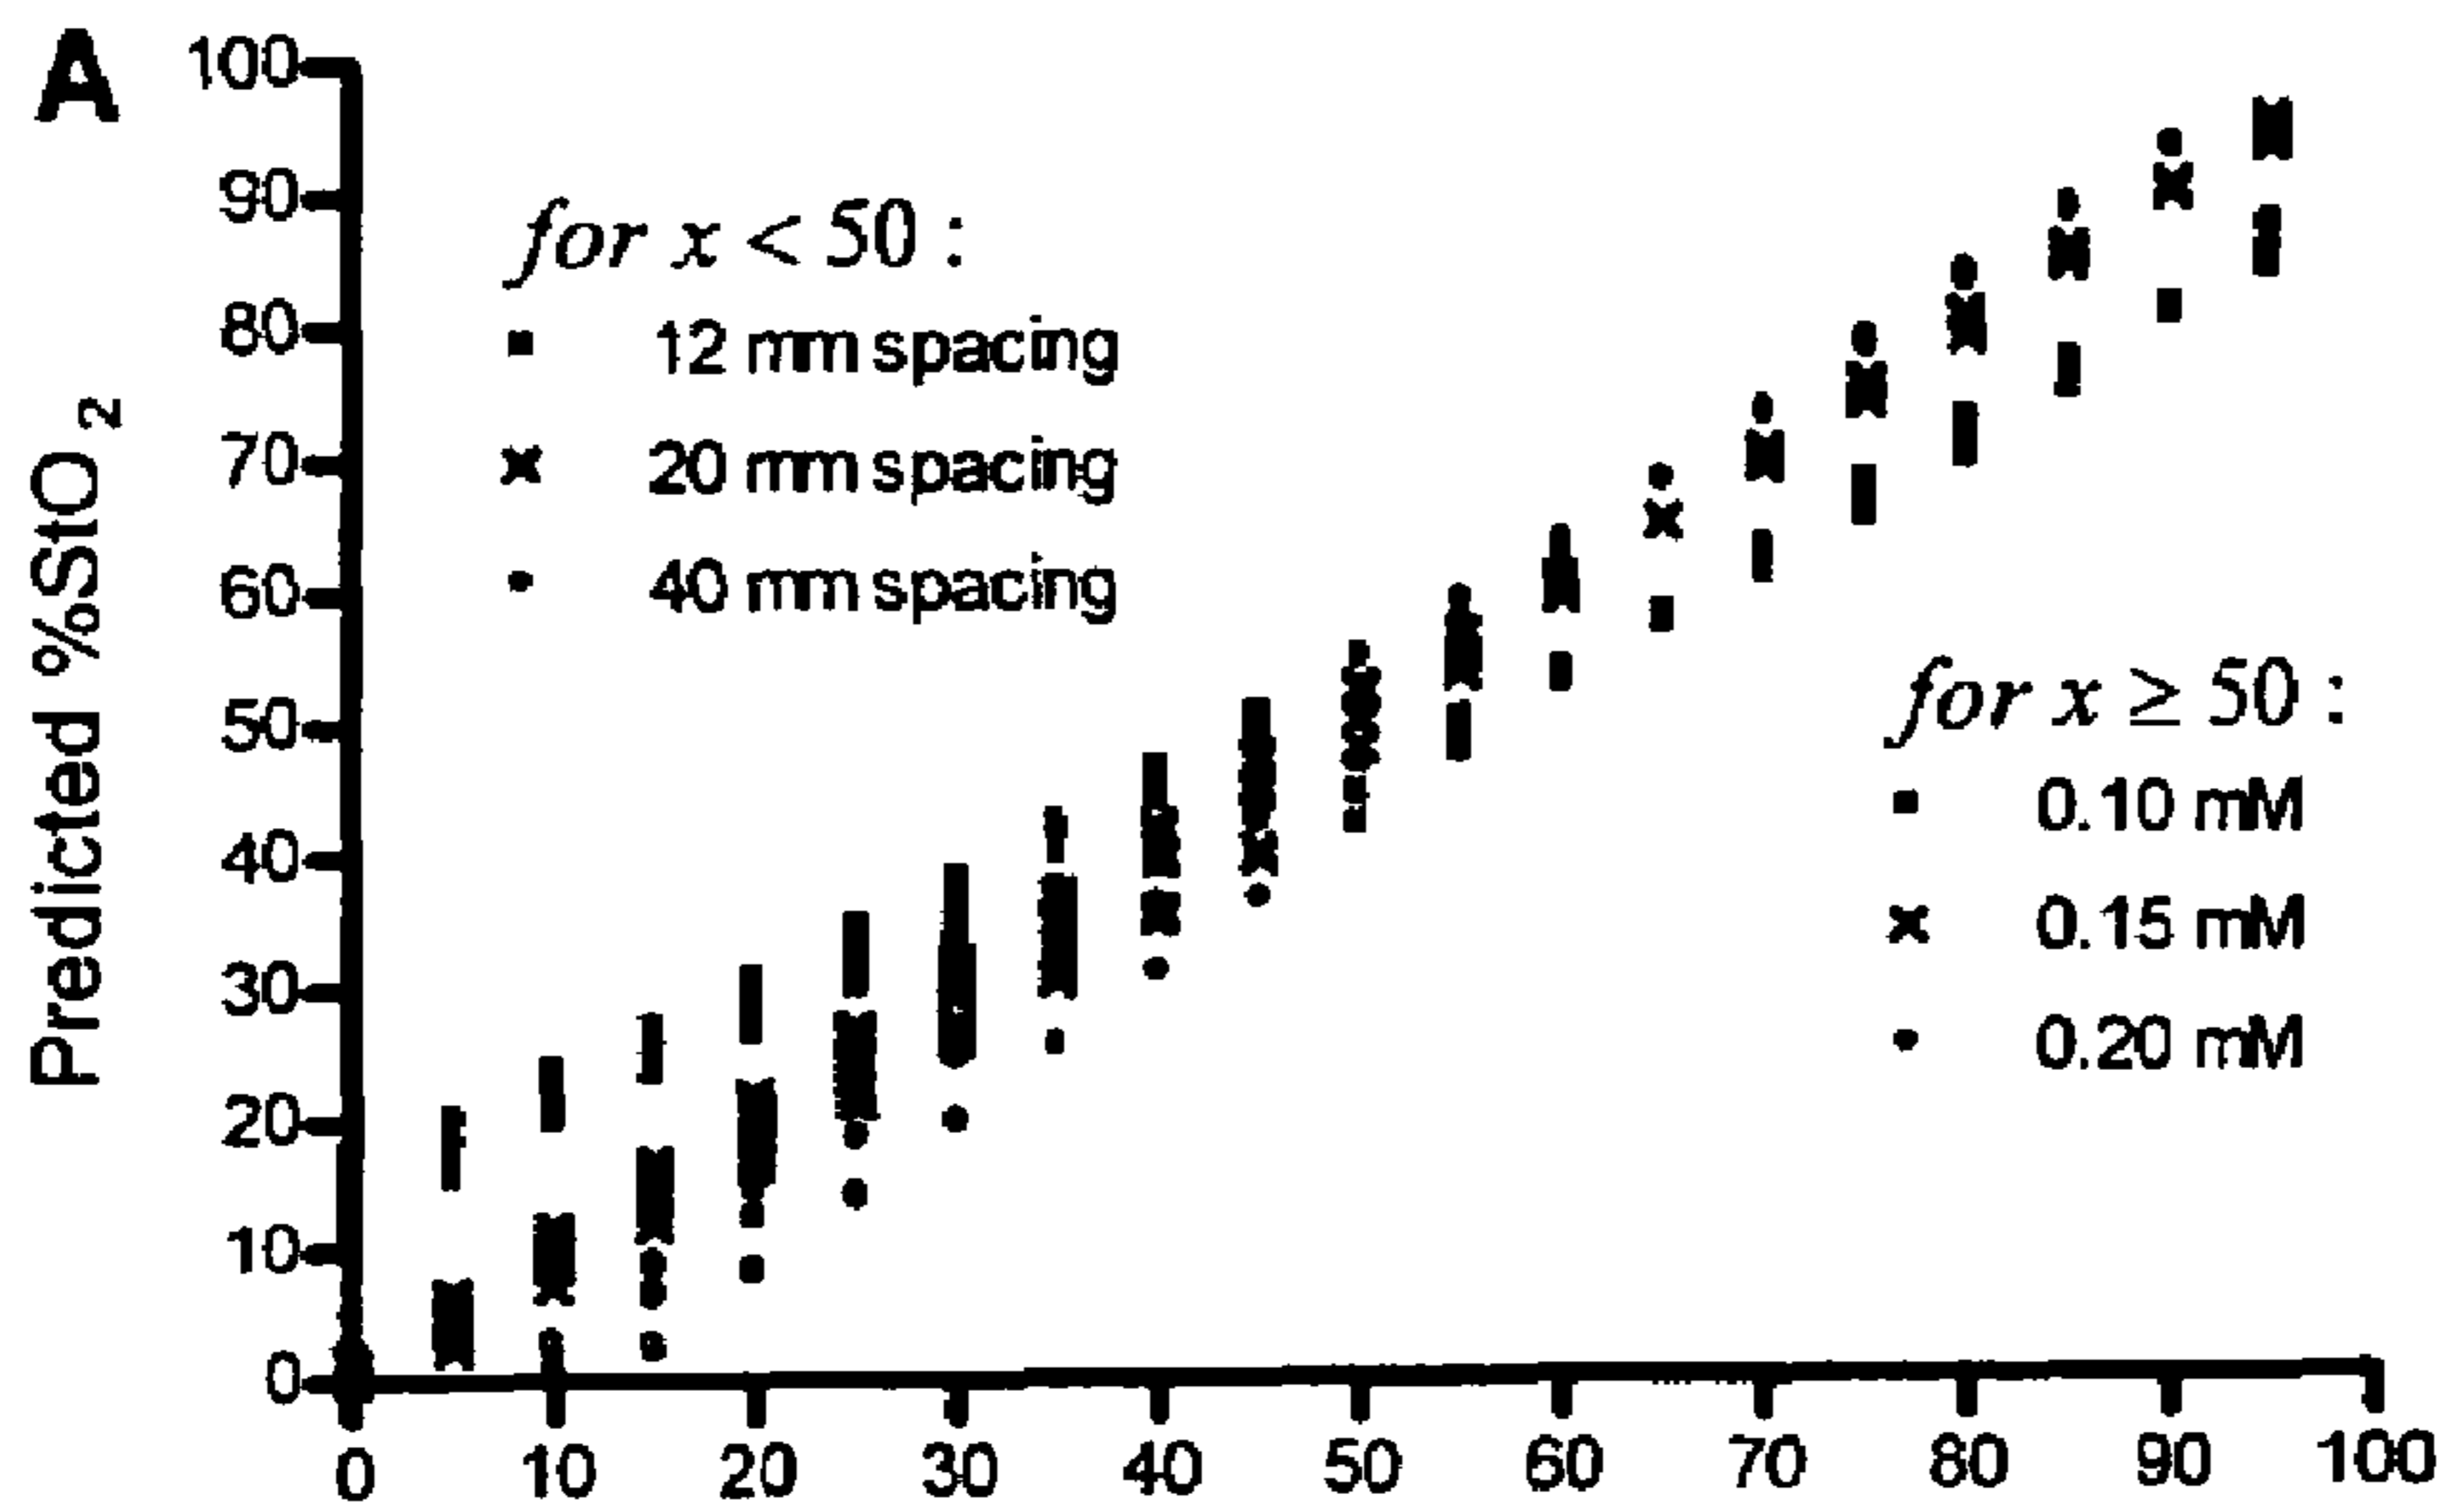 A
100
90
80
70
60
50
40
30
20
10
0
Predicted %StO2
for x < 50 :
12 mm spacing
20 mm spacing
40 mm spacing
for x ≥ 50 :
0.10 mM
0.15 mM
0.20 mM
0 10 20 30 40 50 60 70 80 90 100